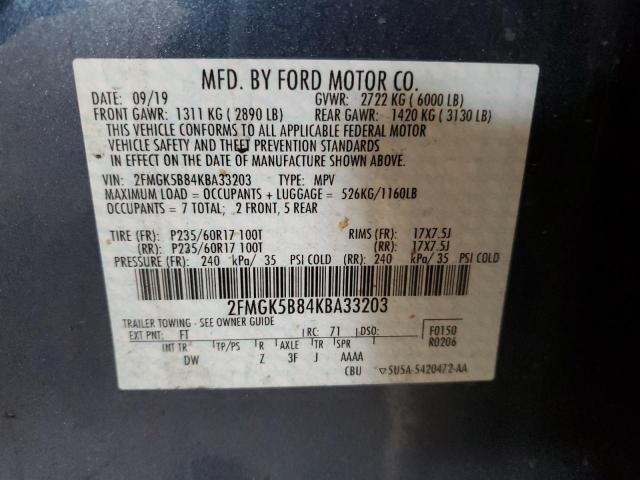 MFD. BY FORD MOTOR CO.
DATE: 09/19 GVWR: 2722 KG ( 6000 LB)
FRONT GAWR: 1311 KG ( 2890 LB) REAR GAWR: 1420 KG ( 3130 LB)
THIS VEHICLE CONFORMS TO ALL APPLICABLE FEDERAL MOTOR
VEHICLE SAFETY AND THEFT PREVENTION STANDARDS
IN EFFECT ON THE DATE OF MANUFACTURE SHOWN ABOVE.
VIN: 2FMGK5B84KBA33203 TYPE: MPV
MAXIMUM LOAD = OCCUPANTS + LUGGAGE = 526KG/1160LB
OCCUPANTS = 7 TOTAL; 2 FRONT, 5 REAR
TIRE (FR): P235/60R17 100T RIMS (FR): 17X7.5J
(RR): P235/60R17 100T (RR): 17X7.5J
PRESSURE (FR): 240 kPa/ 35 PSI COLD (RR): 240 kPa/ 35 PSI COLD
2FMGK5B84KBA33203
TRAILER TOWING - SEE OWNER GUIDE
EXT PNT: FT RC: 71 DSO: F0150
INT TR TP/PS R AXLE TR SPR R0206
DW Z 3F J AAAA
CBU ▽5U5A-5420472-AA